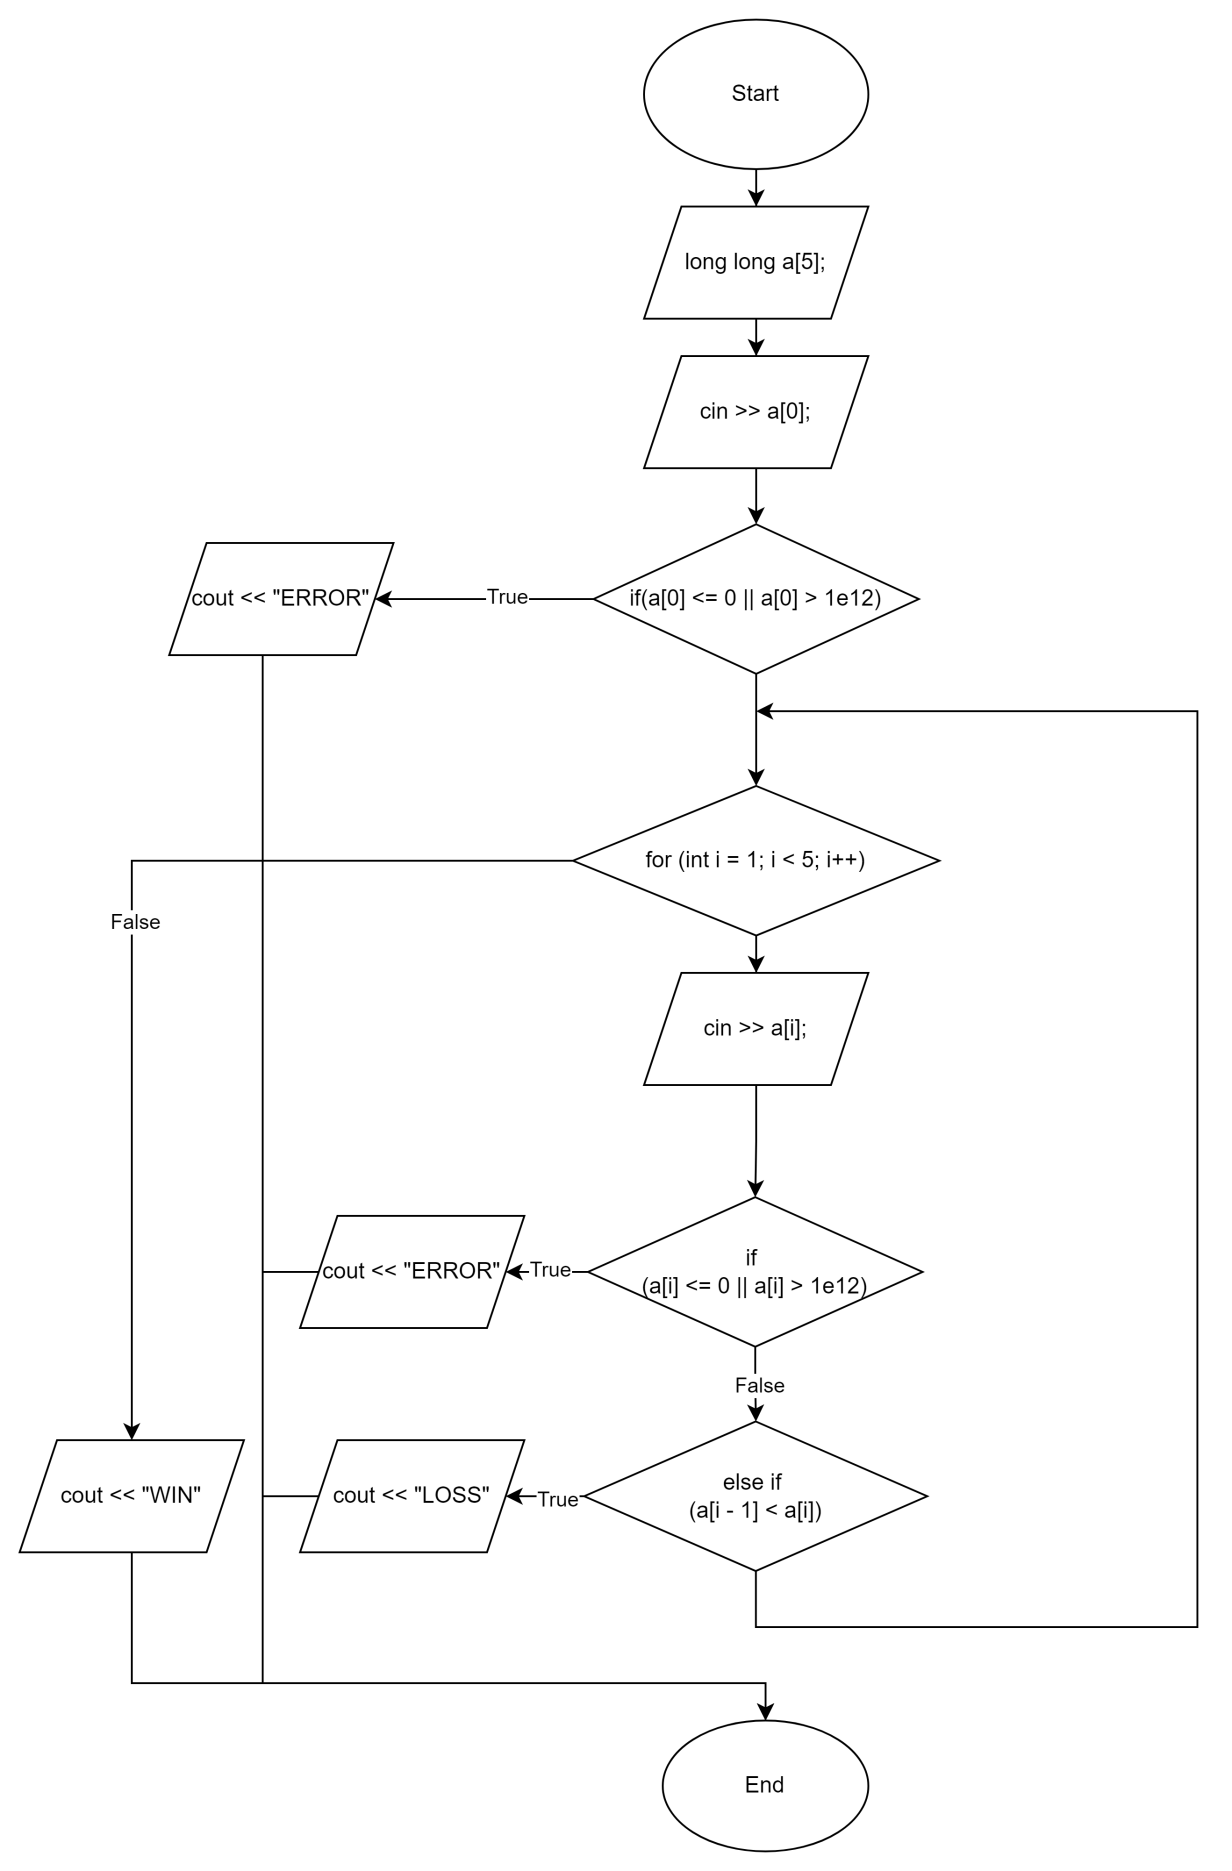 Start
long long a[5];
cin >> a[0];
if(a[0] <= 0 || a[0] > 1e12)
True
cout << "ERROR"
for (int i = 1; i < 5; i++)
False
cin >> a[i];
if
(a[i] <= 0 || a[i] > 1e12)
True
cout << "ERROR"
False
else if
(a[i - 1] < a[i])
True
cout << "LOSS"
cout << "WIN"
End